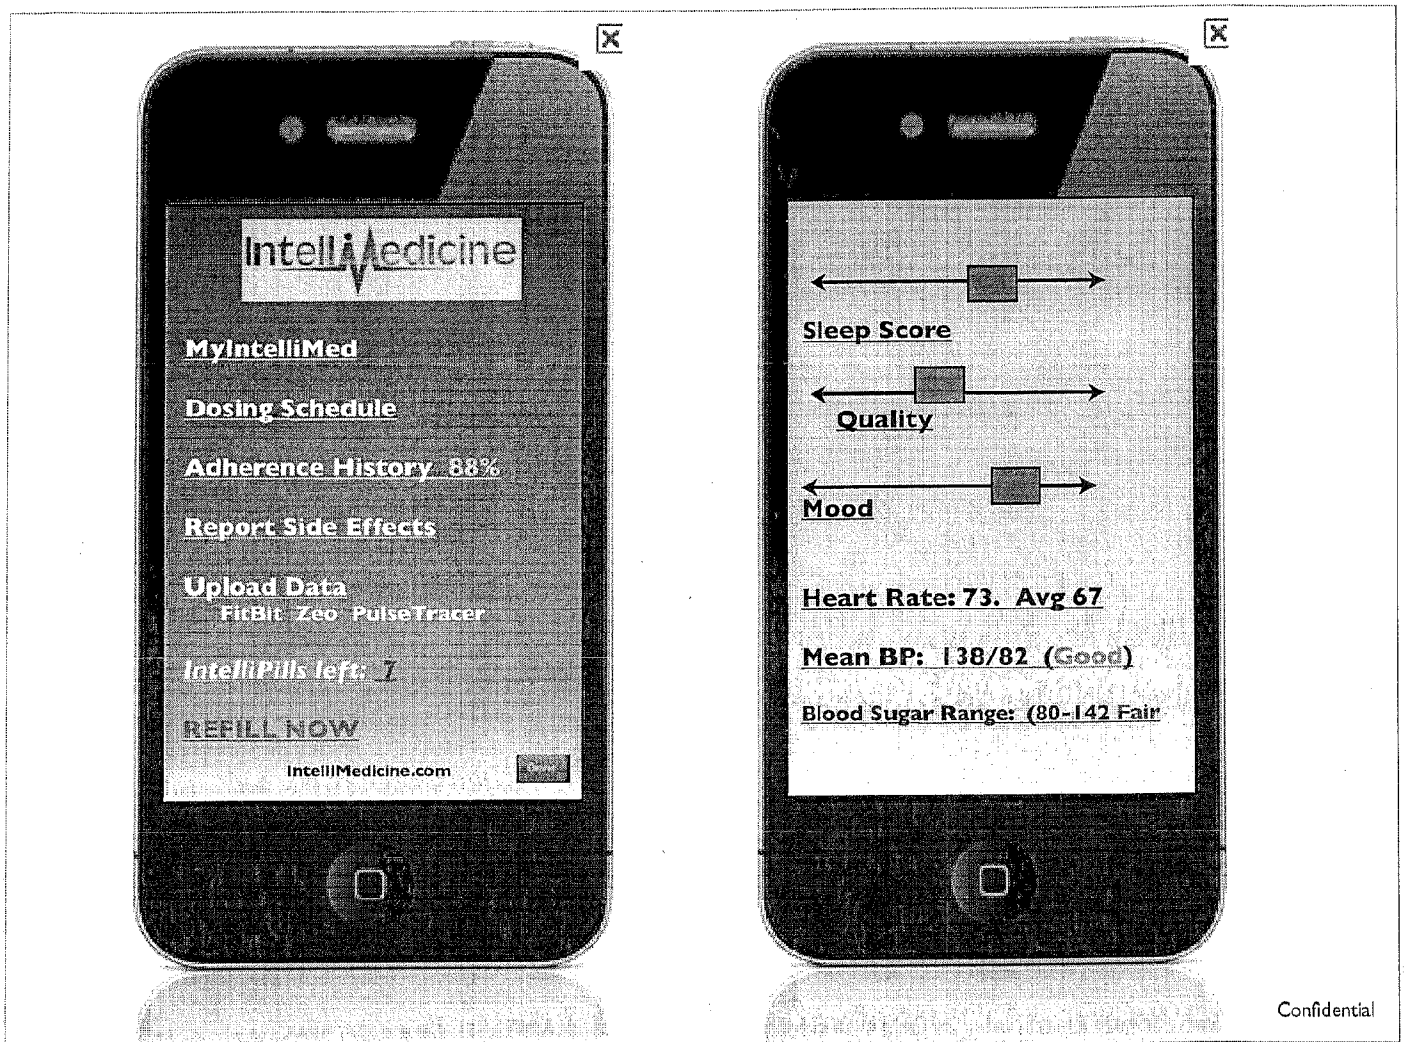 IntelliMedicine
MyIntelliMed
Dosing Schedule
Adherence History 88%
Report Side Effects
Upload Data
FitBit Zeo PulseTracer
IntelliPills left: 7
REFILL NOW
IntelliMedicine.com
Sleep Score
Quality
Mood
Heart Rate: 73. Avg 67
Mean BP: 138/82 (Good)
Blood Sugar Range: (80-142 Fair
Confidential